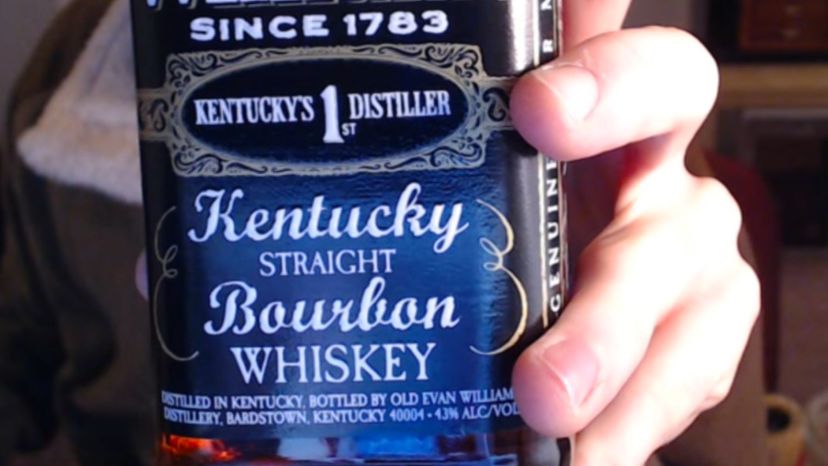 SINCE 1783
KENTUCKY'S 1ST DISTILLER
Kentucky
STRAIGHT
Bourbon
WHISKEY
DISTILLED IN KENTUCKY, BOTTLED BY OLD EVAN WILLIAM
DISTILLERY, BARDSTOWN, KENTUCKY 40004 • 43% ALC/VOL
GENUINE